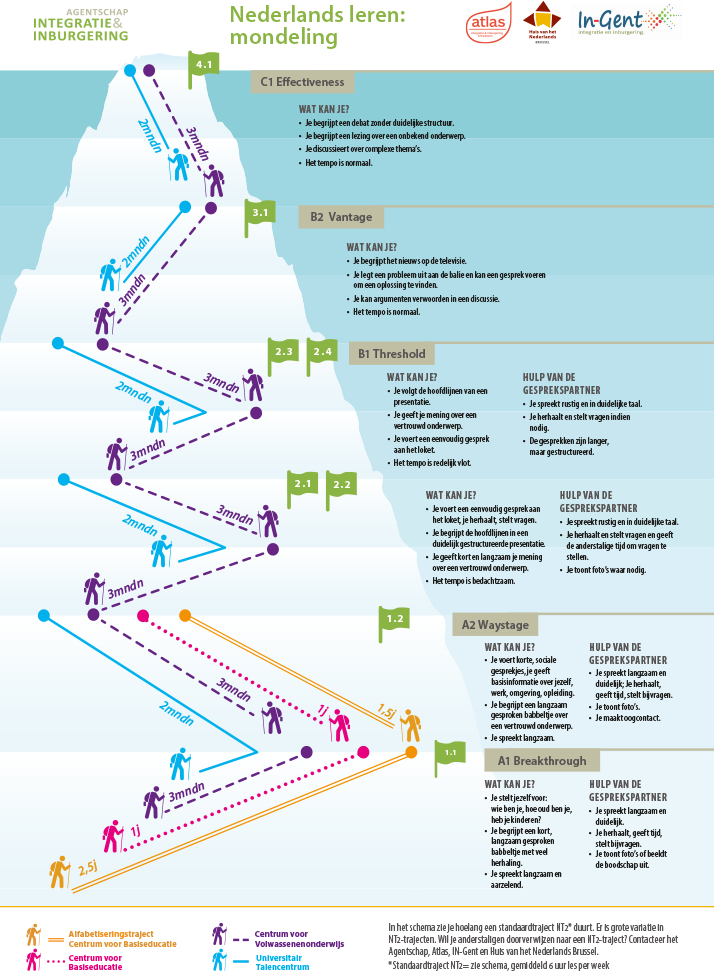 AGENTSCHAP
INTEGRATIE&
INBURGERING
Nederlands leren:
mondeling
atlas
Huis van het
Nederlands
BRUSSEL
In-Gent
integratie en inburgering
4.1
C1 Effectiveness
WAT KAN JE?
• Je begrijpt een debat zonder duidelijke structuur.
• Je begrijpt een lezing over een onbekend onderwerp.
• Je discussieert over complexe thema's.
• Het tempo is normaal.
2mndn
3mndn
3.1
B2 Vantage
WAT KAN JE?
• Je begrijpt het nieuws op de televisie.
• Je legt een probleem uit aan de balie en kan een gesprek voeren
om een oplossing te vinden.
• Je kan argumenten verwoorden in een discussie.
• Het tempo is normaal.
2mndn
3mndn
2.3
2.4
B1 Threshold
WAT KAN JE?
• Je volgt de hoofdlijnen van een
presentatie.
• Je geeft je mening over een
vertrouwd onderwerp.
• Je voert een eenvoudig gesprek
aan het loket.
• Het tempo is redelijk vlot.
HULP VAN DE
GESPREKSPARTNER
• Je spreekt rustig en in duidelijke taal.
• Je herhaalt en stelt vragen indien
nodig.
• De gesprekken zijn langer,
maar gestructureerd.
3mndn
2mndn
3mndn
2.1
2.2
WAT KAN JE?
• Je voert een eenvoudig gesprek aan
het loket, je herhaalt, stelt vragen.
• Je begrijpt de hoofdlijnen in een
duidelijk gestructureerde presentatie.
• Je geeft kort en langzaam je mening
over een vertrouwd onderwerp.
• Het tempo is bedachtzaam.
HULP VAN DE
GESPREKSPARTNER
• Je spreekt rustig en in duidelijke taal.
• Je herhaalt en stelt vragen en geeft
de anderstalige tijd om vragen te
stellen.
• Je toont foto's waar nodig.
3mndn
2mndn
3mndn
1.2
A2 Waystage
WAT KAN JE?
• Je voert korte, sociale
gesprekjes, je geeft
basisinformatie over jezelf,
werk, omgeving, opleiding.
• Je begrijpt een langzaam
gesproken babbeltje over
een vertrouwd onderwerp.
• Je spreekt langzaam.
HULP VAN DE
GESPREKSPARTNER
• Je spreekt langzaam en
duidelijk; Je herhaalt,
geeft tijd, stelt bijvragen.
• Je toont foto's.
• Je maakt oogcontact.
3mndn
2mndn
1j
1,5j
1.1
A1 Breakthrough
WAT KAN JE?
• Je stelt jezelf voor:
wie ben je, hoe oud ben je,
heb je kinderen?
• Je begrijpt een kort,
langzaam gesproken
babbeltje met veel
herhaling.
• Je spreekt langzaam en
aarzelend.
HULP VAN DE
GESPREKSPARTNER
• Je spreekt langzaam en
duidelijk.
• Je herhaalt, geeft tijd,
stelt bijvragen.
• Je toont foto's of beeldt
de boodschap uit.
3mndn
1j
2,5j
Alfabetiseringstraject
Centrum voor Basiseducatie
Centrum voor
Basiseducatie
Centrum voor
Volwassenenonderwijs
Universitair
Talencentrum
In het schema zie je hoelang een standaardtraject NT2* duurt. Er is grote variatie in
NT2-trajecten. Wil je anderstaligen doorverwijzen naar een NT2-traject? Contacteer het
Agentschap, Atlas, IN-Gent en Huis van het Nederlands Brussel.
*Standaardtraject NT2= zie schema, gemiddeld 6 uur les per week